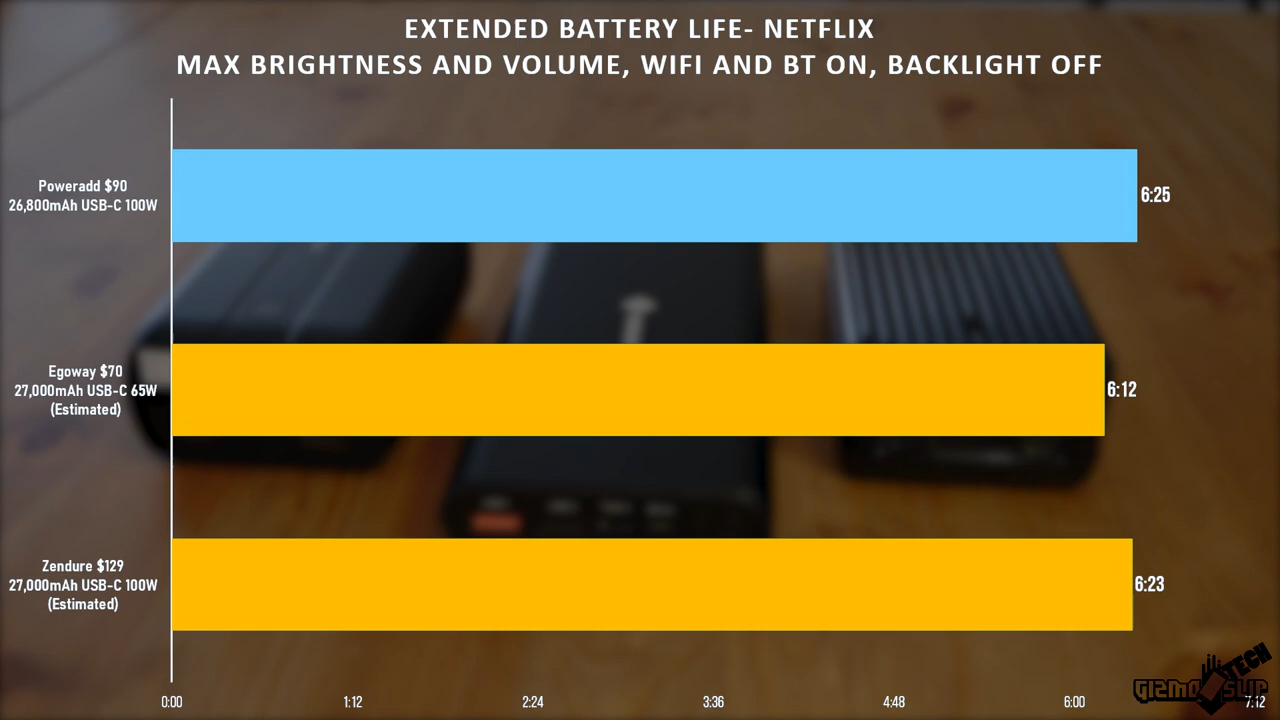 EXTENDED BATTERY LIFE- NETFLIX
MAX BRIGHTNESS AND VOLUME, WIFI AND BT ON, BACKLIGHT OFF
Poweradd $90
26,800mAh USB-C 100W
6:25
Egoway $70
27,000mAh USB-C 65W
(Estimated)
6:12
Zendure $129
27,000mAh USB-C 100W
(Estimated)
6:23
0:00 1:12 2:24 3:36 4:48 6:00 7:12
GIZMO SLIP
TECH